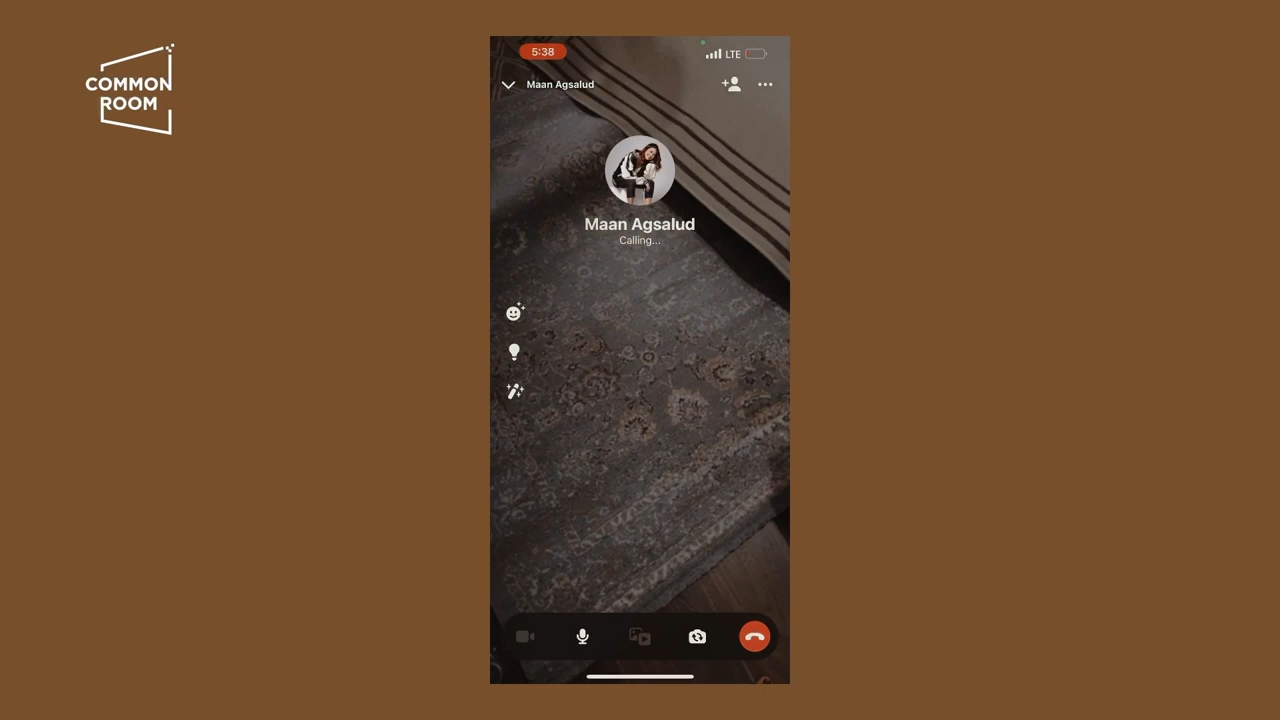 COMMON
ROOM
5:38
LTE
Maan Agsalud
Maan Agsalud
Calling...